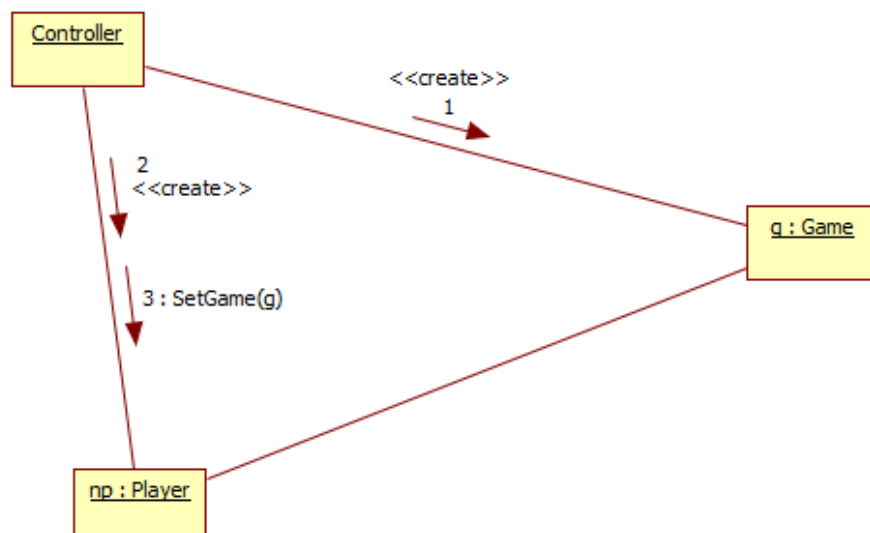 Controller
<<create>>
1
2
<<create>>
g : Game
3 : SetGame(g)
np : Player